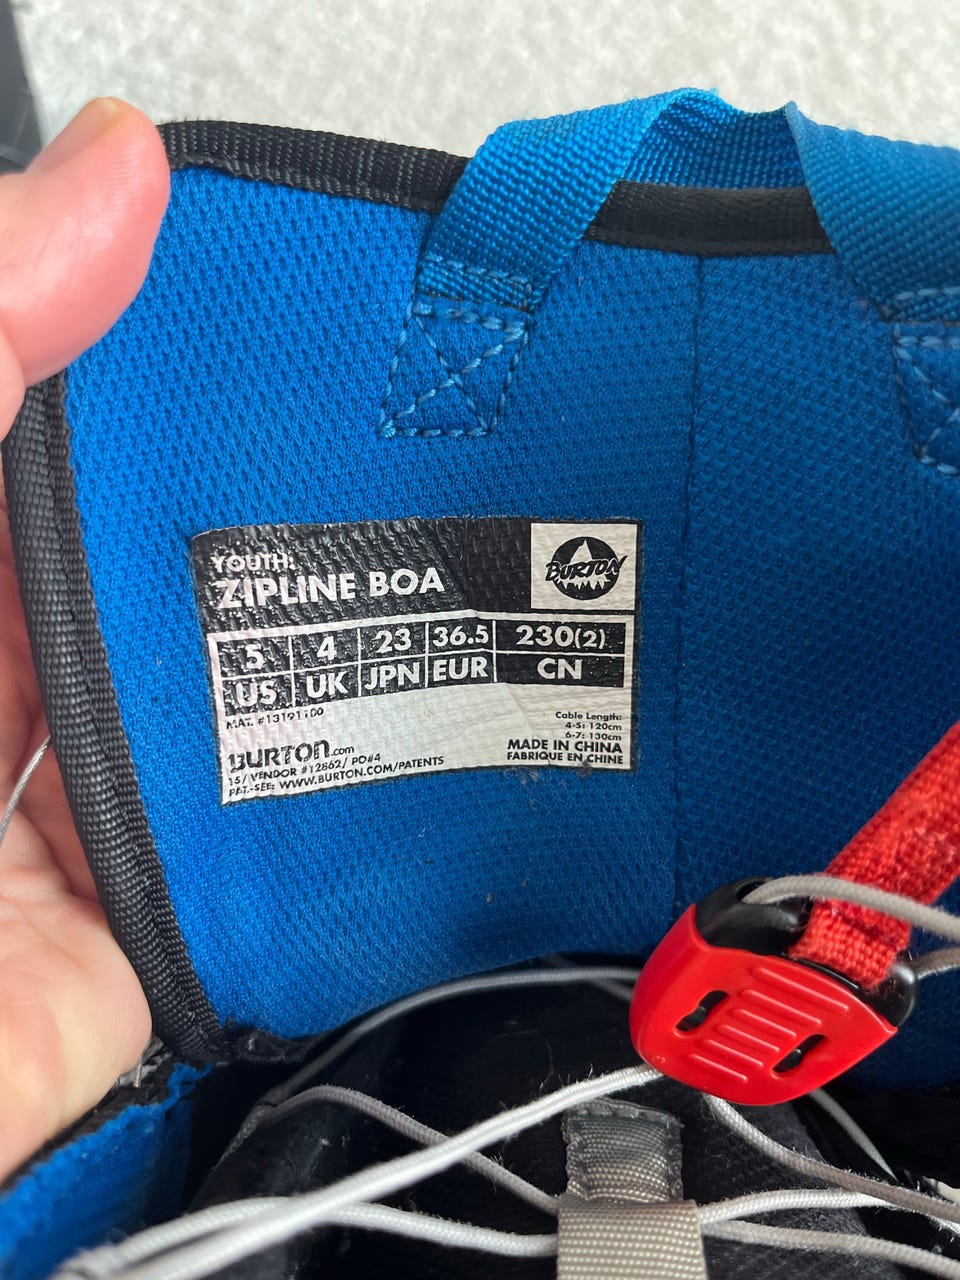 YOUTH:
ZIPLINE BOA
BURTON
5 4 23 36.5 230(2)
US UK JPN EUR CN
MAT. #13191100
BURTON.com
15/ VENDOR #12862/ PO#4
PAT.-SEE: WWW.BURTON.COM/PATENTS
Cable Length:
4-5: 120cm
6-7: 130cm
MADE IN CHINA
FABRIQUE EN CHINE